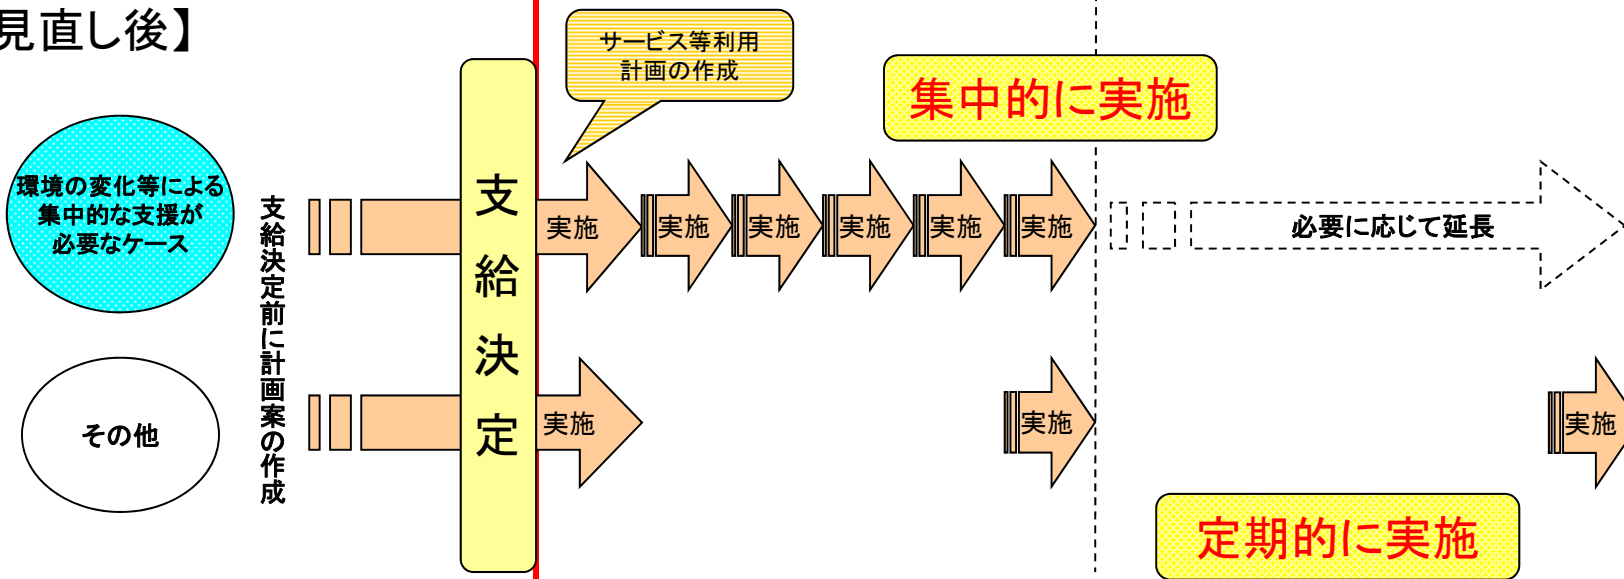 見直し後】
サービス等利用
計画の作成
集中的に実施
環境の変化等による
集中的な支援が
必要なケース
支給決定前に計画案の作成
支給決定
実施
実施
実施
実施
実施
実施
必要に応じて延長
その他
実施
実施
実施
定期的に実施